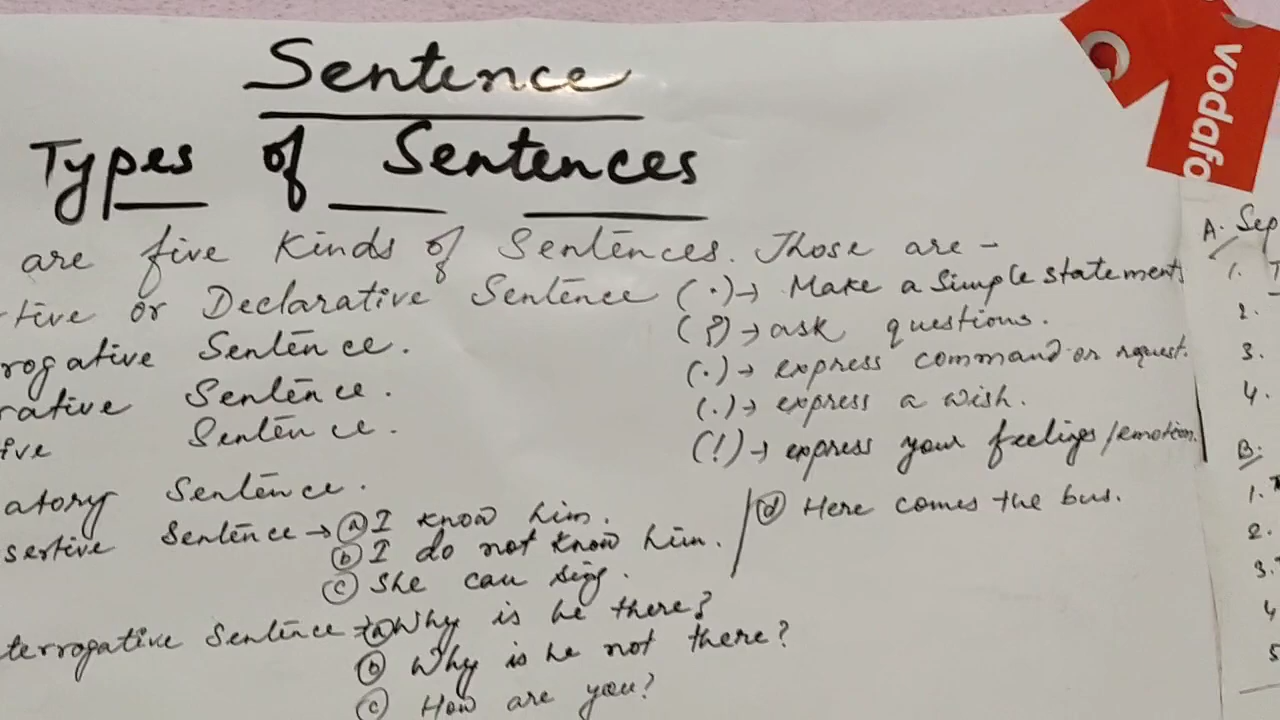 Sentence
Types of Sentences
are five Kinds of Sentences. Those are -
tive or Declarative Sentence (.)→ Make a Simple statement
rogative Sentence. (?)→ ask questions.
rative Sentence. (.)→ express command or request.
ive Sentence. (.)→ express a wish.
atory Sentence. (!)→ express your feelings/emotion.
sertive Sentence → (a) I know him.
(b) I do not know him.
(c) She can sing.
(d) Here comes the bus.
terrogative Sentence → (a) Why is he there?
(b) Why is he not there?
(c) How are you?
vodafo
A. Sep
1. T
2.
3.
4.
B.
1. T
2.
3.
4
5